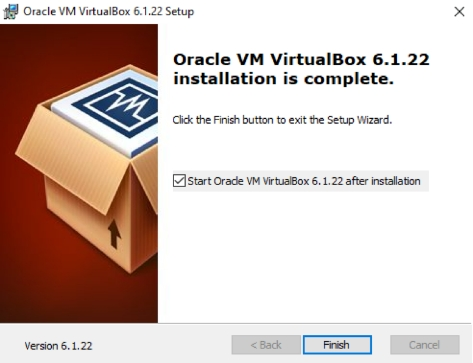 Oracle VM VirtualBox 6.1.22 Setup
Oracle VM VirtualBox 6.1.22
installation is complete.
Click the Finish button to exit the Setup Wizard.
Start Oracle VM VirtualBox 6.1.22 after installation
Version 6.1.22
< Back
Finish
Cancel